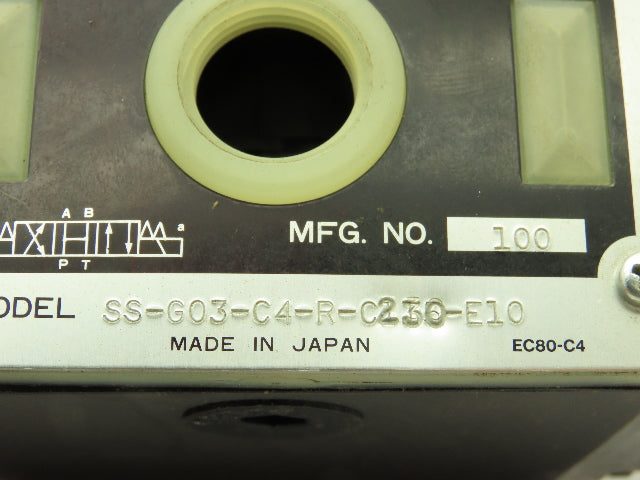 A B
a
P T
MFG. NO. 100
ODEL SS-G03-C4-R-C230-E10
MADE IN JAPAN
EC80-C4